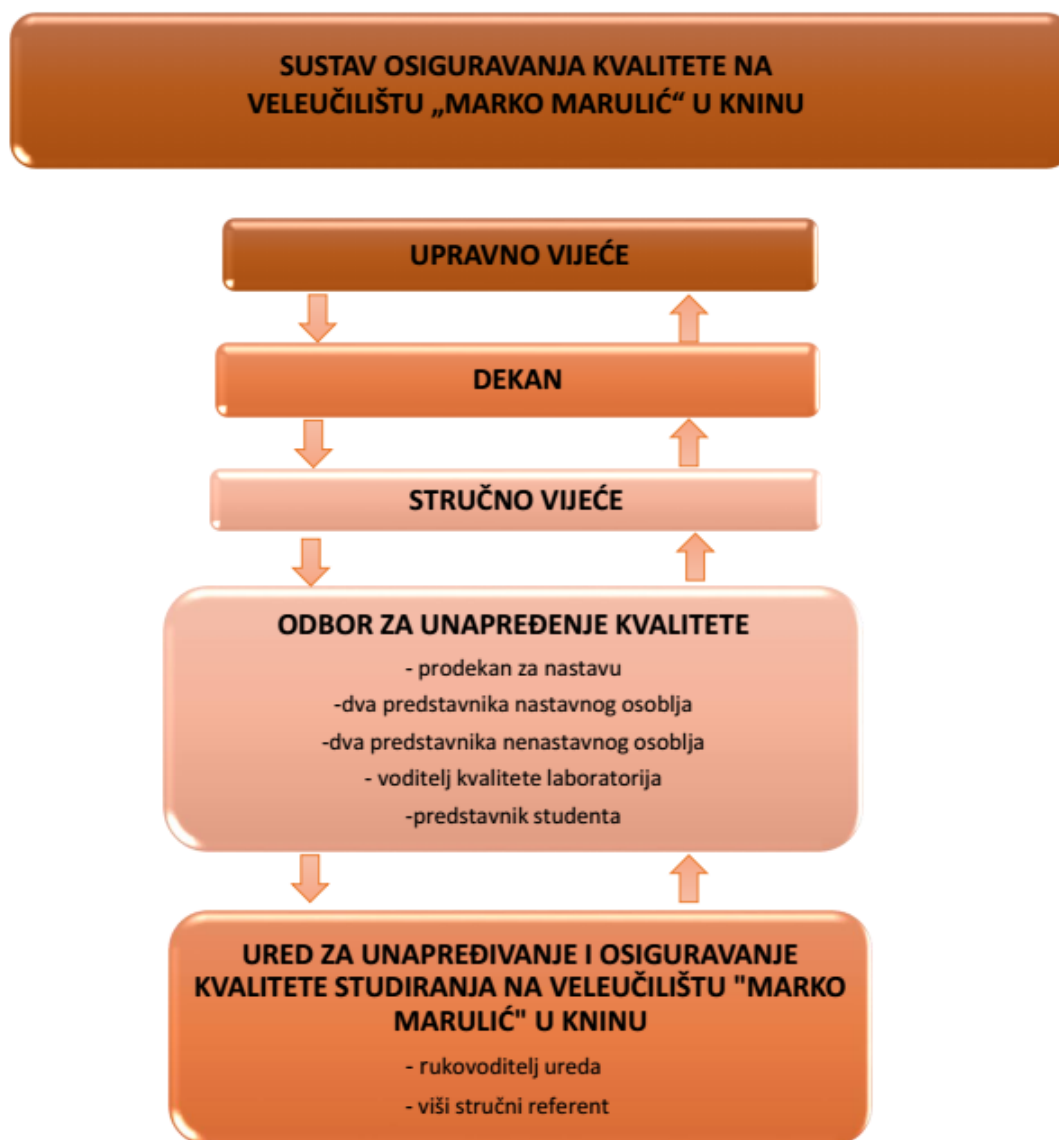 SUSTAV OSIGURAVANJA KVALITETE NA
VELEUČILIŠTU „MARKO MARULIĆ“ U KNINU
UPRAVNO VIJEĆE
DEKAN
STRUČNO VIJEĆE
ODBOR ZA UNAPREĐENJE KVALITETE
- prodekan za nastavu
-dva predstavnika nastavnog osoblja
-dva predstavnika nenastavnog osoblja
- voditelj kvalitete laboratorija
-predstavnik studenta
URED ZA UNAPREĐIVANJE I OSIGURAVANJE
KVALITETE STUDIRANJA NA VELEUČILIŠTU "MARKO
MARULIĆ" U KNINU
- rukovoditelj ureda
- viši stručni referent